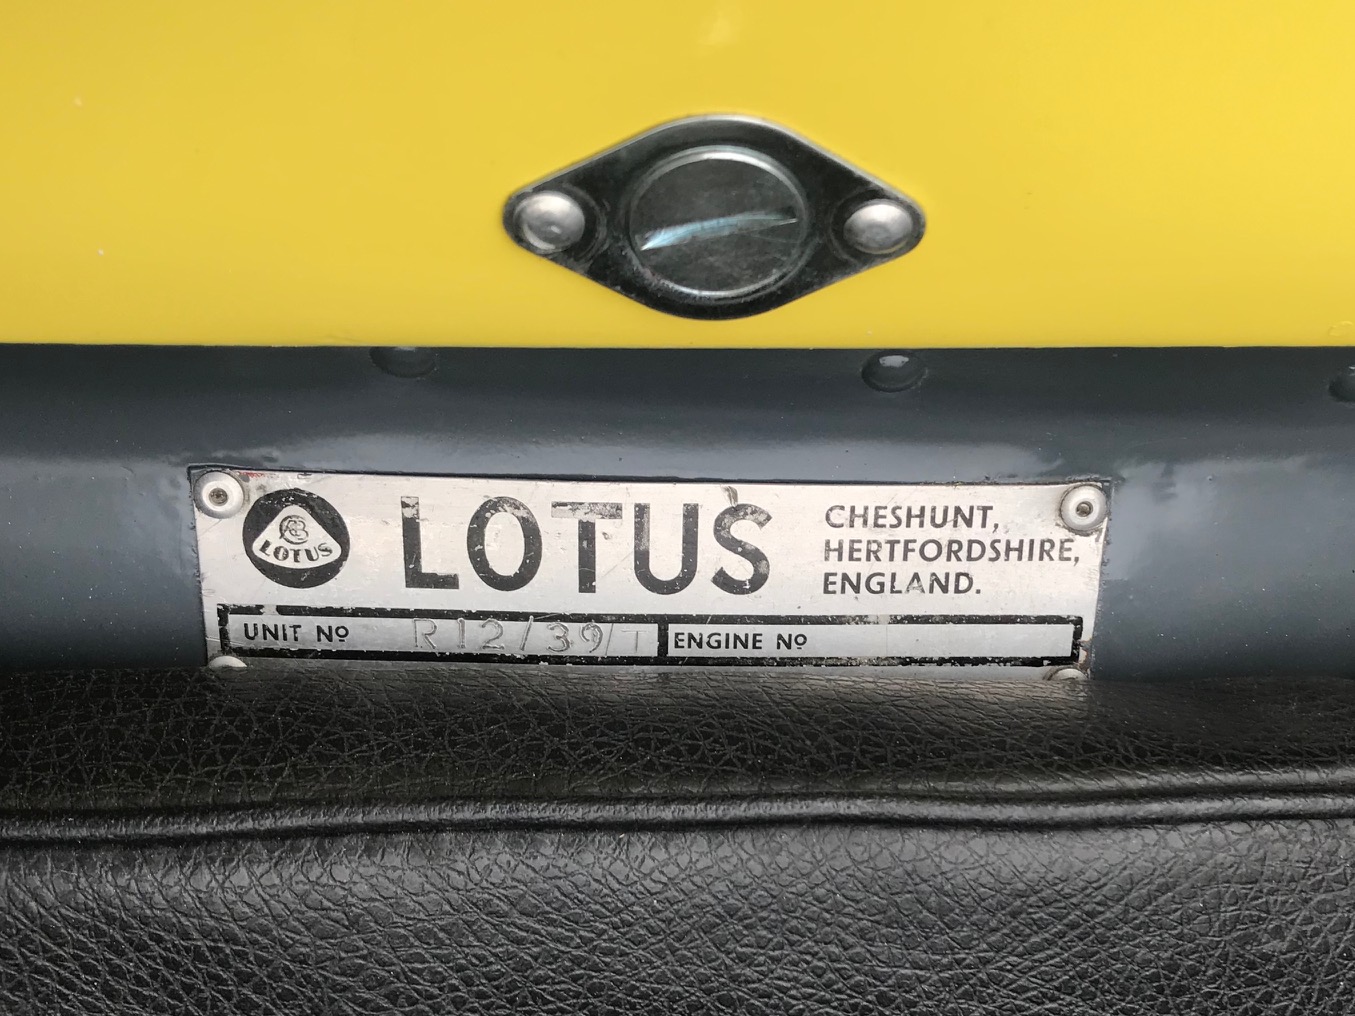 LOTUS
LOTUS
CHESHUNT,
HERTFORDSHIRE,
ENGLAND.
UNIT Nº R12/39/T ENGINE Nº